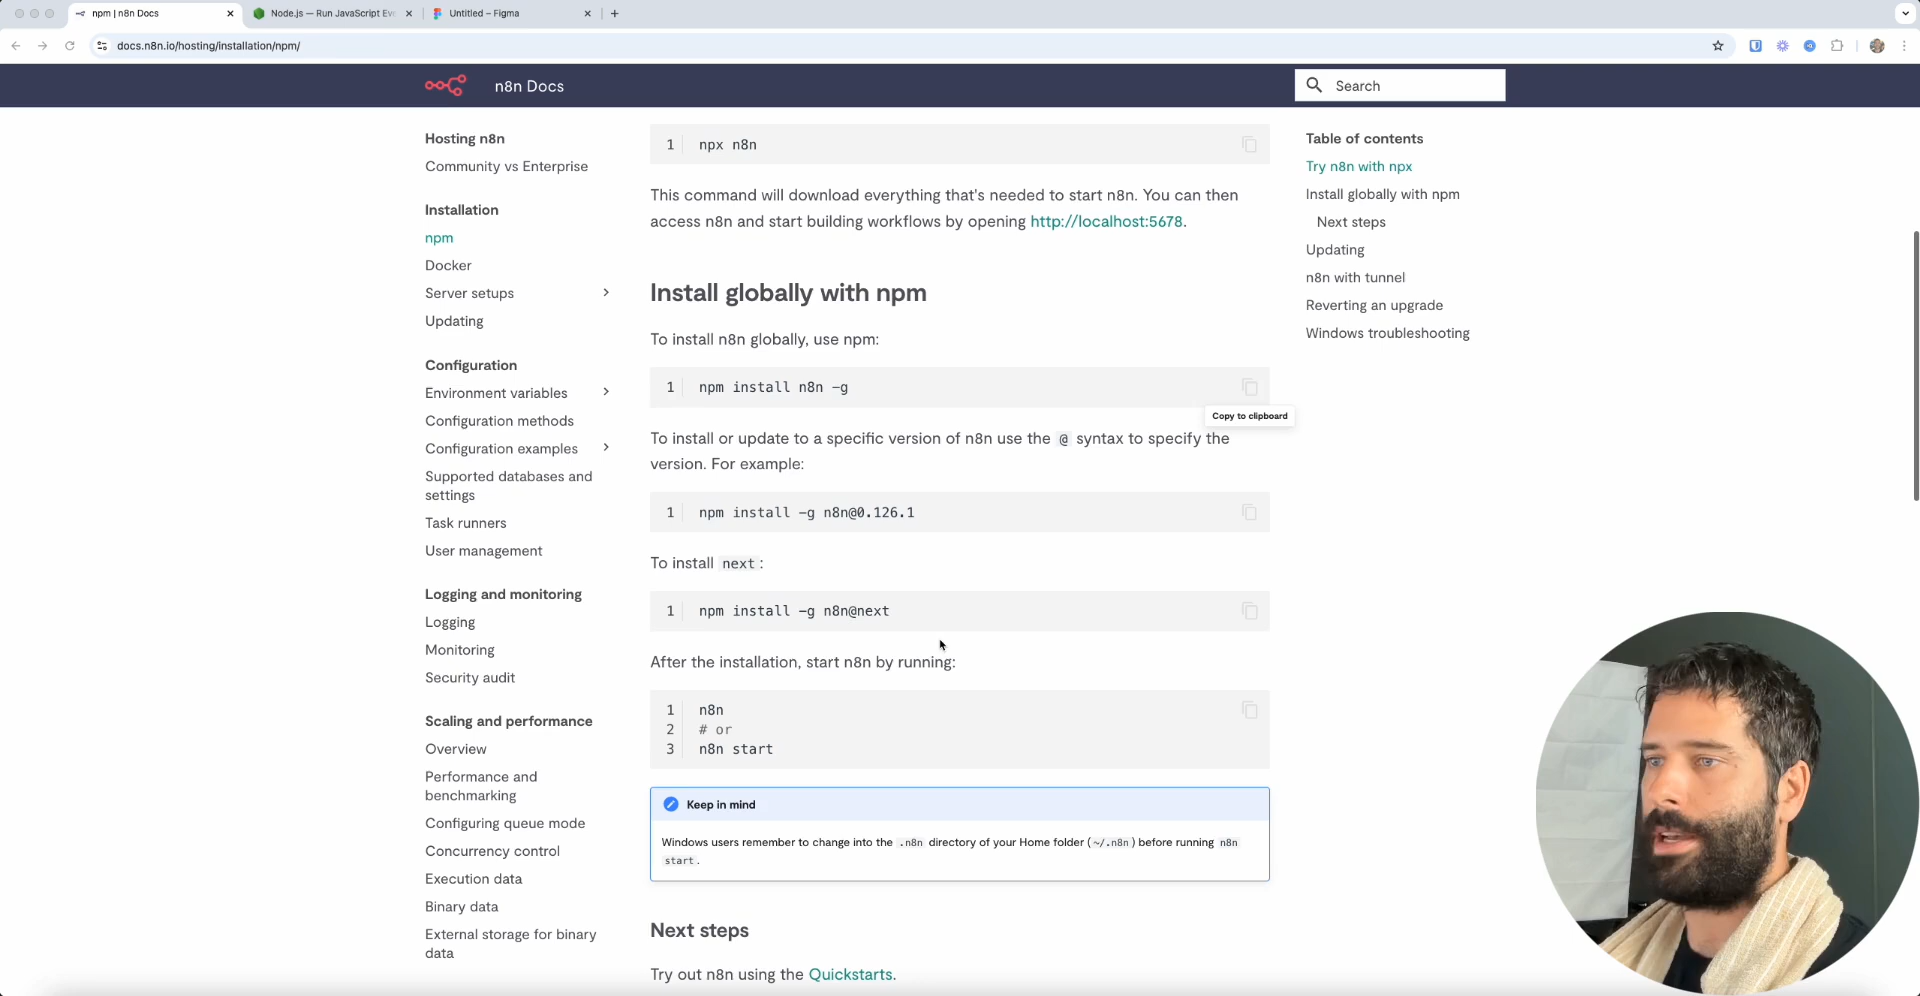 npm | n8n Docs
Node.js — Run JavaScript Eve
Untitled – Figma
docs.n8n.io/hosting/installation/npm/
n8n Docs
Search
Hosting n8n
Community vs Enterprise
Installation
npm
Docker
Server setups
Updating
Configuration
Environment variables
Configuration methods
Configuration examples
Supported databases and
settings
Task runners
User management
Logging and monitoring
Logging
Monitoring
Security audit
Scaling and performance
Overview
Performance and
benchmarking
Configuring queue mode
Concurrency control
Execution data
Binary data
External storage for binary
data
1 npx n8n
This command will download everything that's needed to start n8n. You can then
access n8n and start building workflows by opening http://localhost:5678.
Install globally with npm
To install n8n globally, use npm:
1 npm install n8n -g
Copy to clipboard
To install or update to a specific version of n8n use the @ syntax to specify the
version. For example:
1 npm install -g n8n@0.126.1
To install next:
1 npm install -g n8n@next
After the installation, start n8n by running:
1 n8n
2 # or
3 n8n start
Keep in mind
Windows users remember to change into the .n8n directory of your Home folder (~/.n8n) before running n8n
start.
Next steps
Try out n8n using the Quickstarts.
Table of contents
Try n8n with npx
Install globally with npm
Next steps
Updating
n8n with tunnel
Reverting an upgrade
Windows troubleshooting